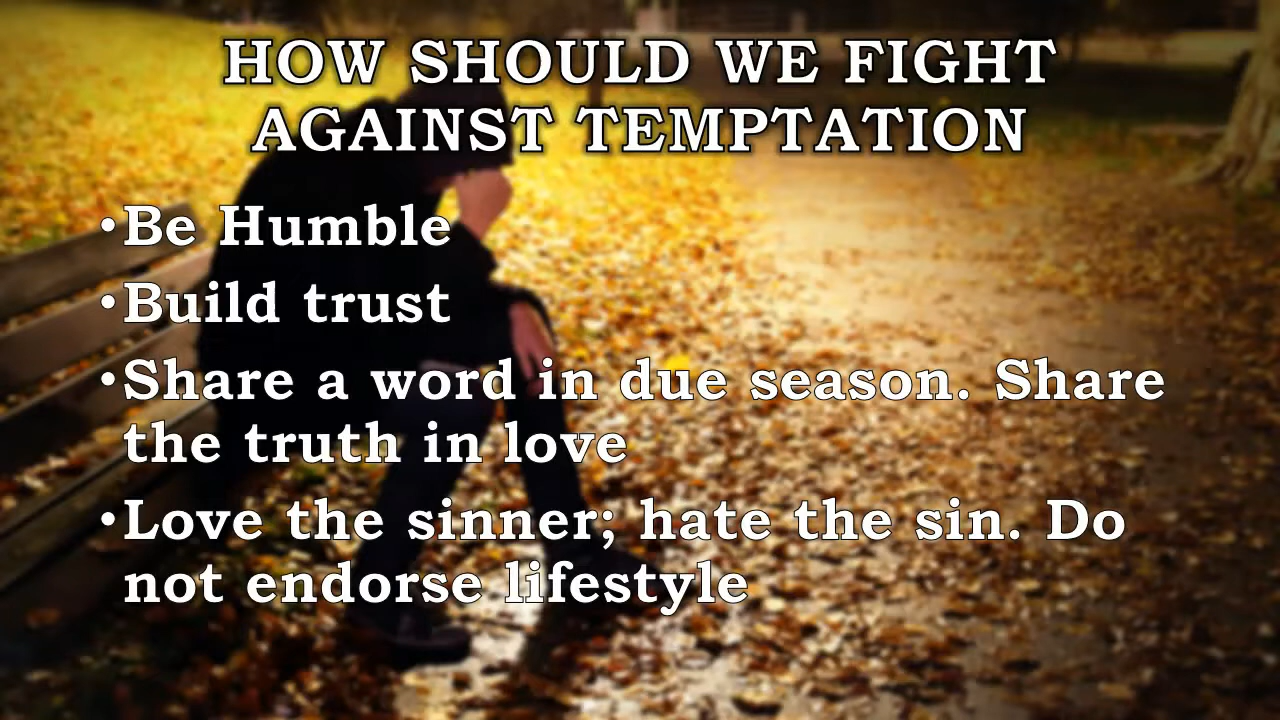 HOW SHOULD WE FIGHT
AGAINST TEMPTATION
•Be Humble
•Build trust
•Share a word in due season. Share
the truth in love
•Love the sinner; hate the sin. Do
not endorse lifestyle